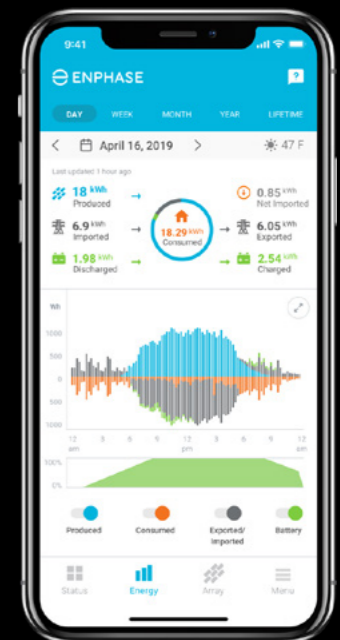 9:41
ENPHASE
?
DAY WEEK MONTH YEAR LIFETIME
< April 16, 2019 > 47 F
Last updated 1 hour ago
18 kWh → 0.85 kWh
Produced Net Imported
6.9 kWh → 18.29 kWh → 6.05 kWh
Imported Consumed Exported
1.98 kWh → → 2.54 kWh
Discharged Charged
Wh
1000
500
0
500
1000
12 3 6 9 12 3 6 9 12
am pm am
100%
0%
Produced Consumed Exported/ Battery
Imported
Status Energy Array Menu